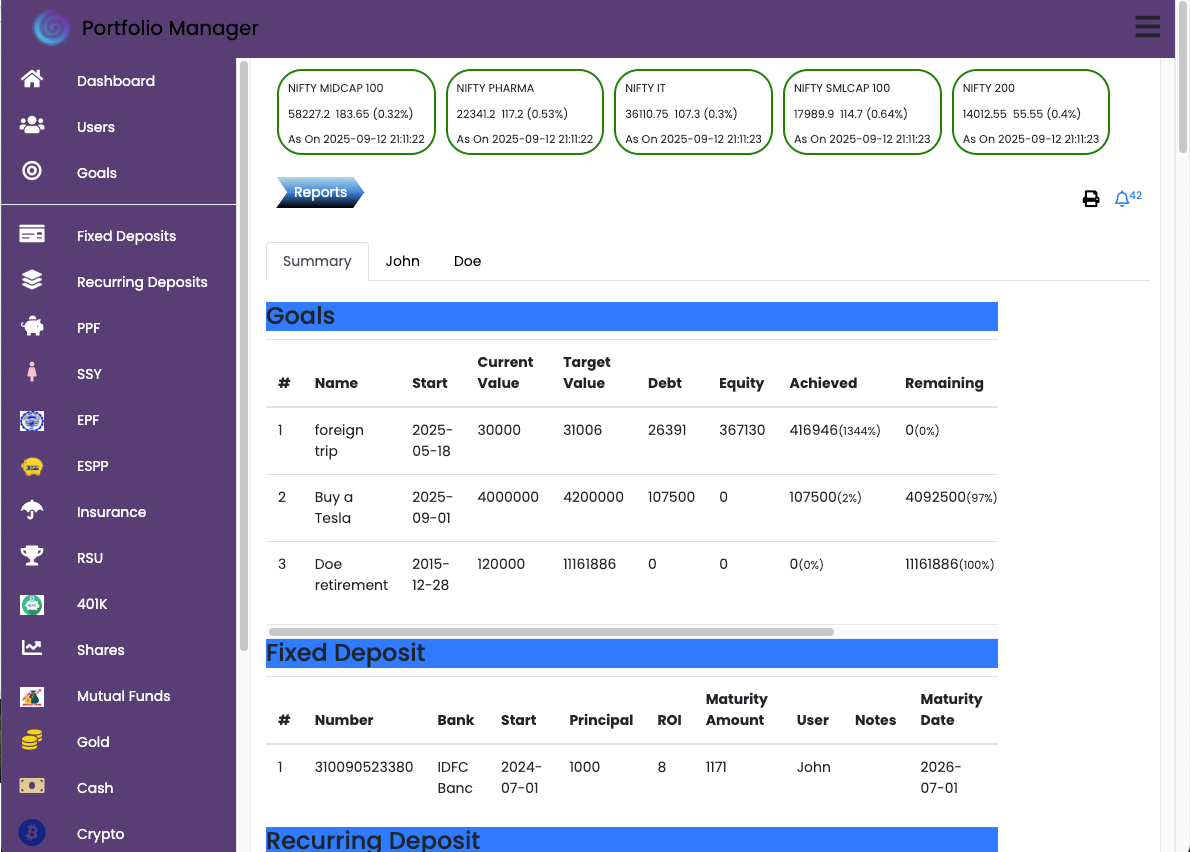 Portfolio Manager
Dashboard
Users
Goals
Fixed Deposits
Recurring Deposits
PPF
SSY
EPF
ESPP
Insurance
RSU
401K
Shares
Mutual Funds
Gold
Cash
Crypto
NIFTY MIDCAP 100
58227.2 183.65 (0.32%)
As On 2025-09-12 21:11:22
NIFTY PHARMA
22341.2 117.2 (0.53%)
As On 2025-09-12 21:11:22
NIFTY IT
36110.75 107.3 (0.3%)
As On 2025-09-12 21:11:23
NIFTY SMLCAP 100
17989.9 114.7 (0.64%)
As On 2025-09-12 21:11:23
NIFTY 200
14012.55 55.55 (0.4%)
As On 2025-09-12 21:11:23
Reports
42
Summary John Doe
Goals
# Name Start Current Value Target Value Debt Equity Achieved Remaining
1 foreign trip 2025-05-18 30000 31006 26391 367130 416946(1344%) 0(0%)
2 Buy a Tesla 2025-09-01 4000000 4200000 107500 0 107500(2%) 4092500(97%)
3 Doe retirement 2015-12-28 120000 11161886 0 0 0(0%) 11161886(100%)
Fixed Deposit
# Number Bank Start Principal ROI Maturity Amount User Notes Maturity Date
1 310090523380 IDFC Banc 2024-07-01 1000 8 1171 John 2026-07-01
Recurring Deposit